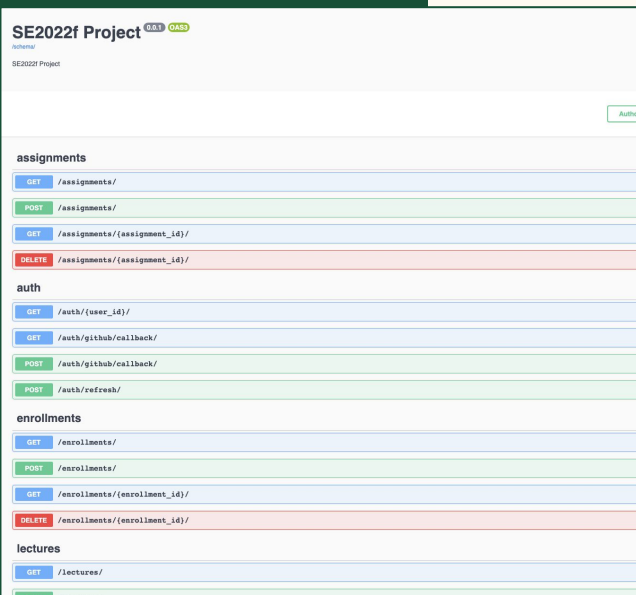 SE2022f Project 0.0.1 OAS3
/schema/
SE2022f Project
assignments
GET /assignments/
POST /assignments/
GET /assignments/{assignment_id}/
DELETE /assignments/{assignment_id}/
auth
GET /auth/{user_id}/
GET /auth/github/callback/
POST /auth/github/callback/
POST /auth/refresh/
enrollments
GET /enrollments/
POST /enrollments/
GET /enrollments/{enrollment_id}/
DELETE /enrollments/{enrollment_id}/
lectures
GET /lectures/